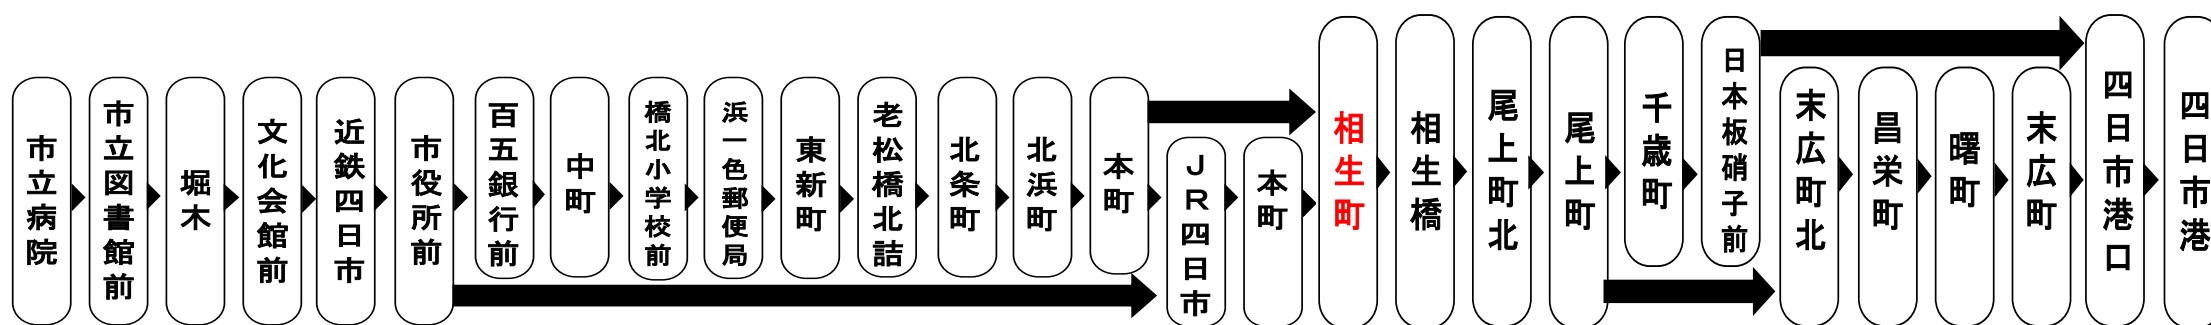 市立病院
市立図書館前
堀木
文化会館前
近鉄四日市
市役所前
百五銀行前
中町
橋北小学校前
浜一色郵便局
東新町
老松橋北詰
北条町
北浜町
本町
ＪＲ四日市
本町
相生町
相生橋
尾上町北
尾上町
千歳町
日本板硝子前
末広町北
昌栄町
曙町
末広町
四日市港口
四日市港